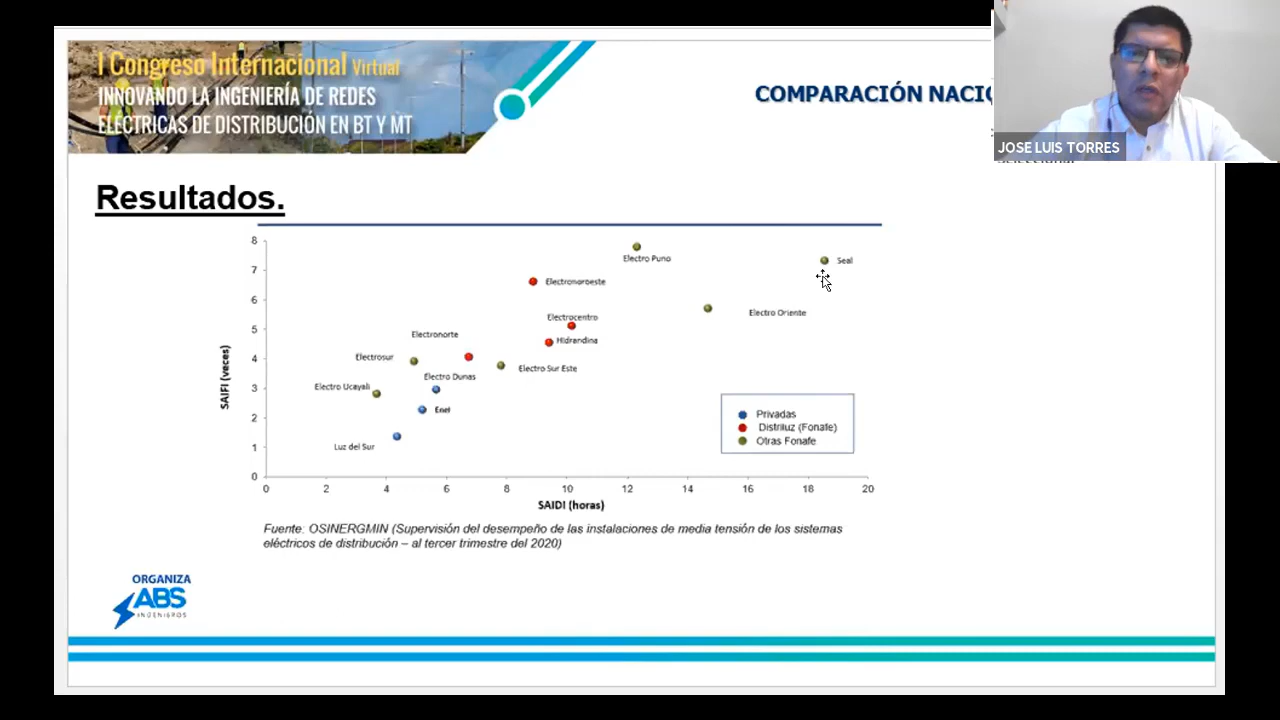 I Congreso Internacional Virtual
INNOVANDO LA INGENIERÍA DE REDES
ELÉCTRICAS DE DISTRIBUCIÓN EN BT Y MT
COMPARACIÓN NACIO
JOSE LUIS TORRES
Resultados.
8
7
6
5
4
3
2
1
0
SAIFI (veces)
Electro Puno
Seal
Electronoroeste
Electro Oriente
Electrocentro
Electronorte
Hidrandina
Electrosur
Electro Sur Este
Electro Dunas
Electro Ucayali
Enel
Luz del Sur
Privadas
Distriluz (Fonafe)
Otras Fonafe
0 2 4 6 8 10 12 14 16 18 20
SAIDI (horas)
Fuente: OSINERGMIN (Supervisión del desempeño de las instalaciones de media tensión de los sistemas
eléctricos de distribución – al tercer trimestre del 2020)
ORGANIZA
ABS
INGENIEROS